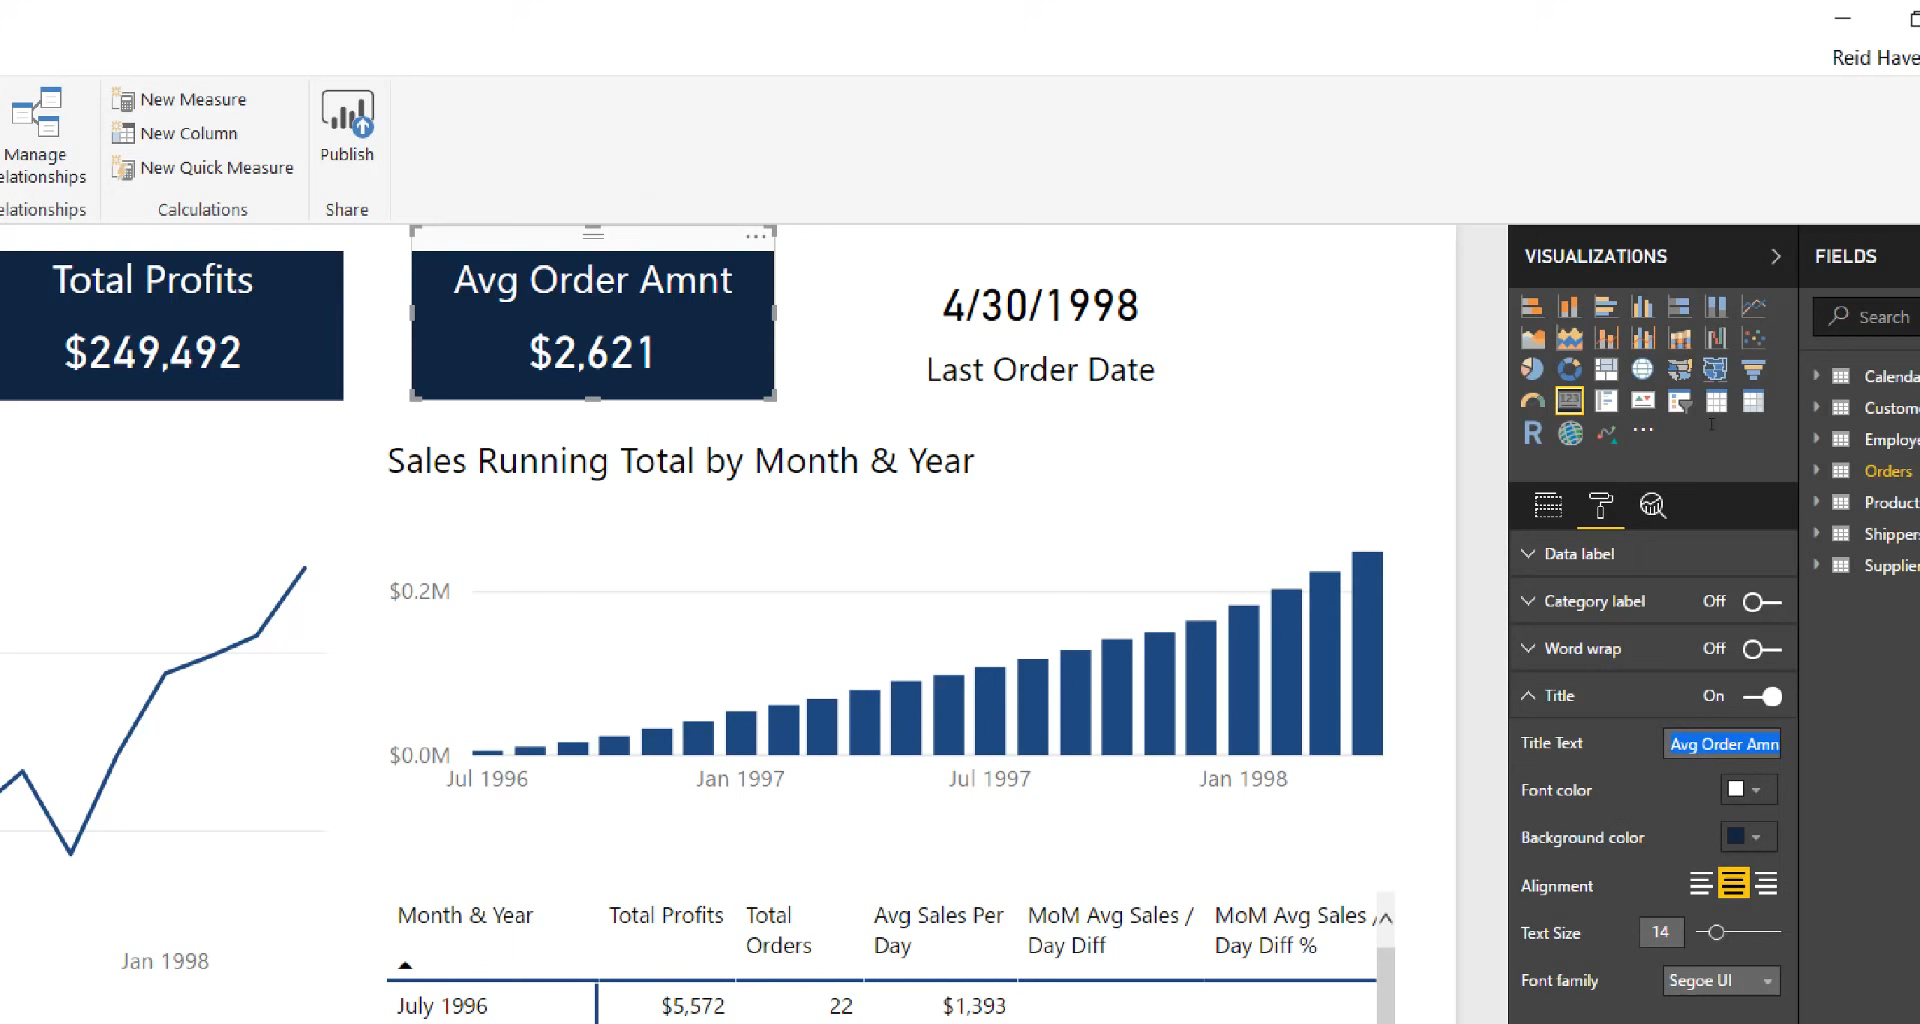 Reid Have
Manage
elationships
elationships
New Measure
New Column
New Quick Measure
Calculations
Publish
Share
Total Profits
$249,492
Avg Order Amnt
$2,621
4/30/1998
Last Order Date
Sales Running Total by Month & Year
$0.2M
$0.0M
Jul 1996 Jan 1997 Jul 1997 Jan 1998
Jan 1998
Month & Year Total Profits Total Avg Sales Per MoM Avg Sales / MoM Avg Sales /
Orders Day Day Diff Day Diff %
July 1996 $5,572 22 $1,393
VISUALIZATIONS
123
R
Data label
Category label Off
Word wrap Off
Title On
Title Text Avg Order Amn
Font color
Background color
Alignment
Text Size 14
Font family Segoe UI
FIELDS
Search
Calenda
Custome
Employe
Orders
Product
Shippers
Supplier